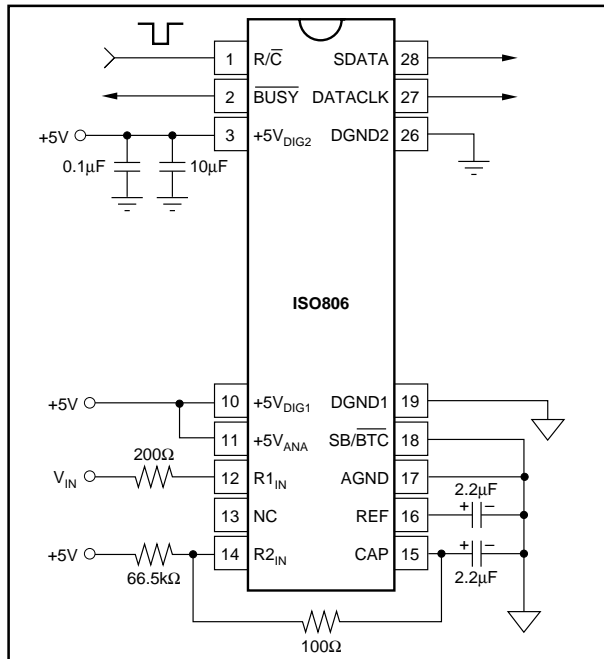 1 R/C̅ SDATA 28
2 B̅U̅S̅Y̅ DATACLK 27
+5V 3 +5V_DIG2 DGND2 26
0.1µF 10µF
ISO806
+5V 10 +5V_DIG1 DGND1 19
11 +5V_ANA SB/B̅T̅C̅ 18
200Ω
V_IN 12 R1_IN AGND 17
2.2µF
13 NC REF 16 + –
+5V 14 R2_IN CAP 15 + –
66.5kΩ 2.2µF
100Ω